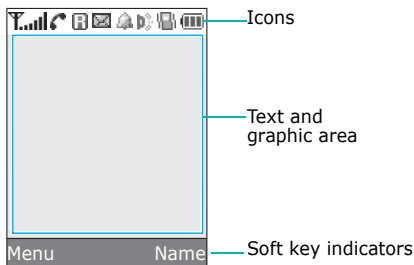 Icons
Text and
graphic area
Menu Name
Soft key indicators